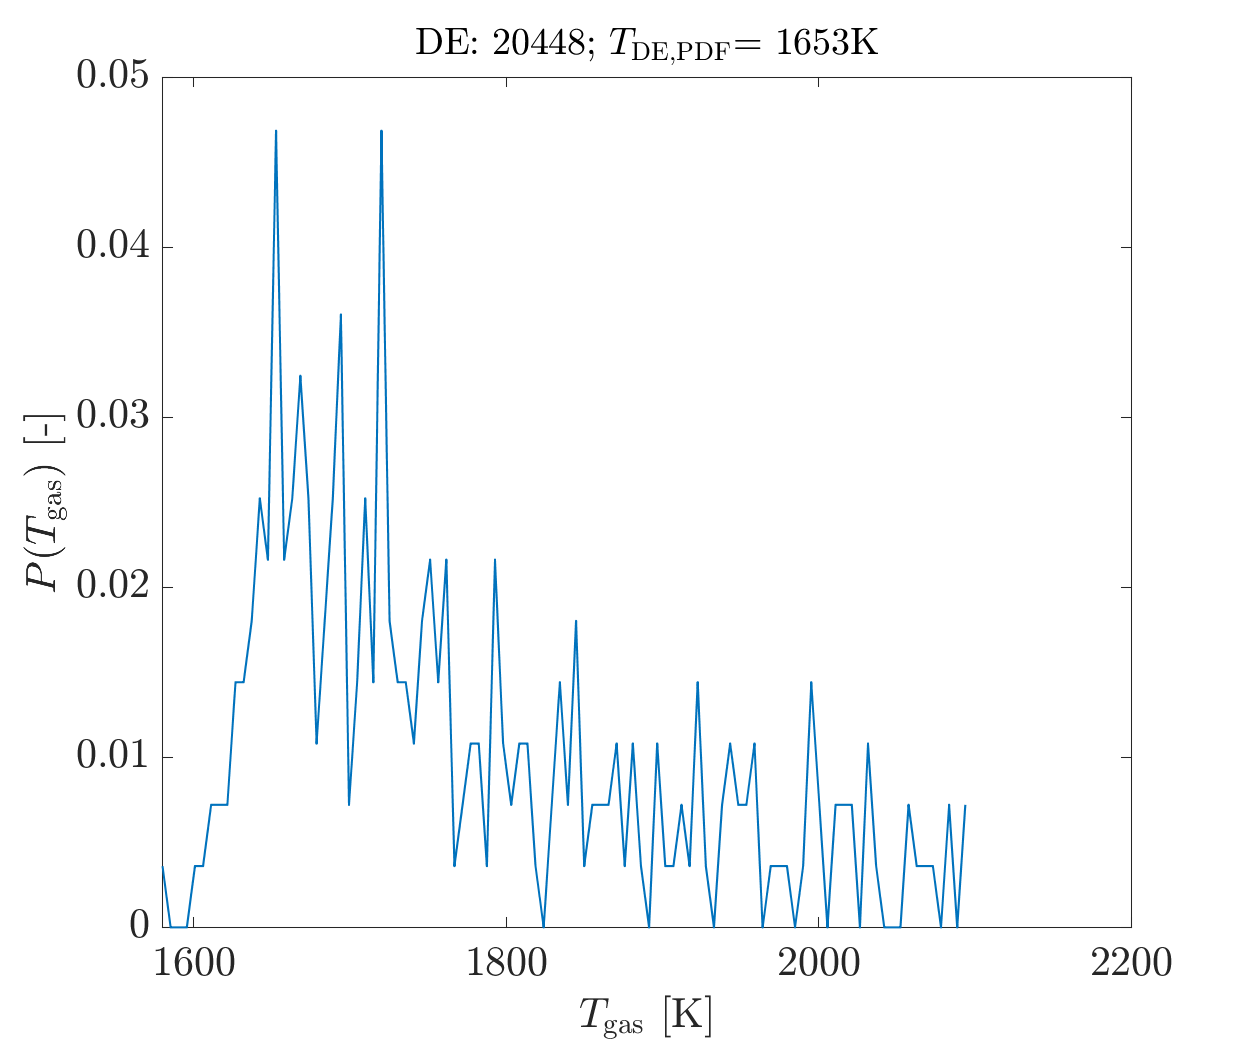 DE: 20448; T_DE,PDF= 1653K
0.05
0.04
0.03
0.02
0.01
0
P(T_gas) [-]
1600 1800 2000 2200
T_gas [K]